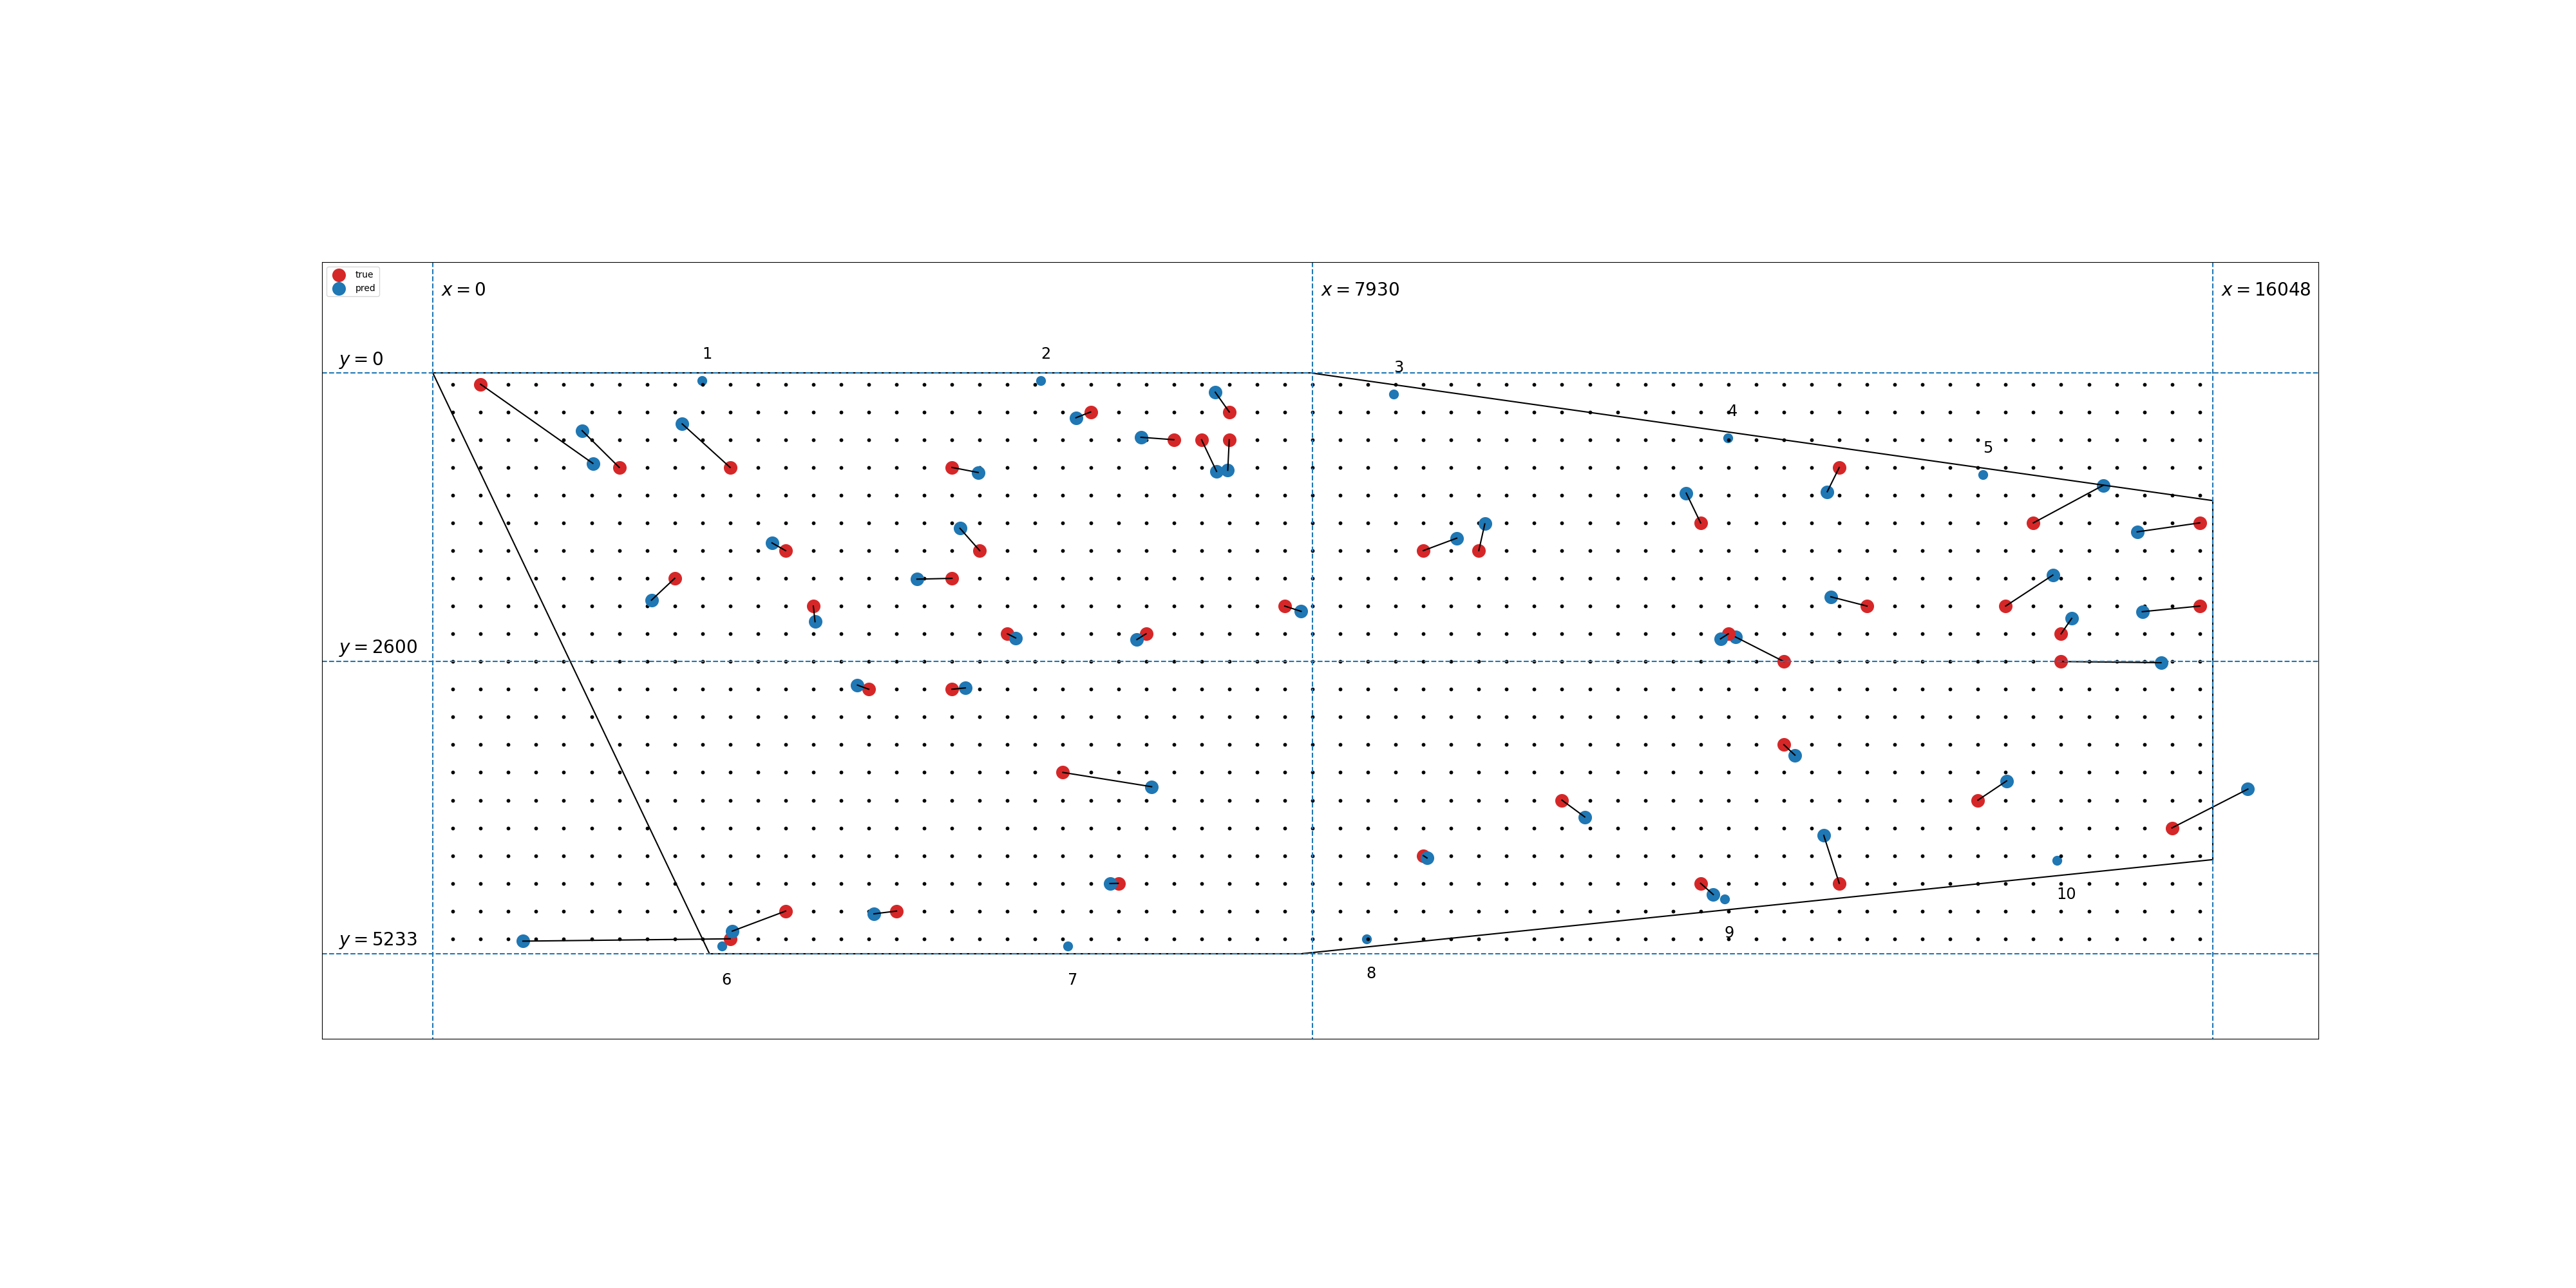 true
pred
x = 0
x = 7930
x = 16048
y = 0
1
2
3
4
5
y = 2600
y = 5233
6
7
8
9
10